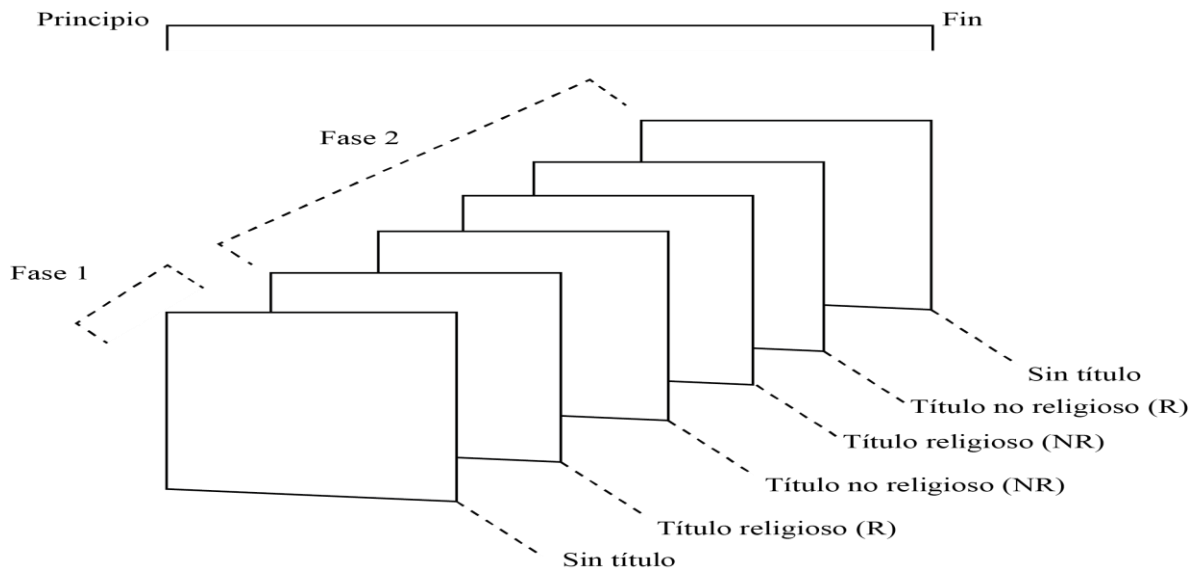 Principio
Fin
Fase 2
Fase 1
Sin título
Título no religioso (R)
Título religioso (NR)
Título no religioso (NR)
Título religioso (R)
Sin título